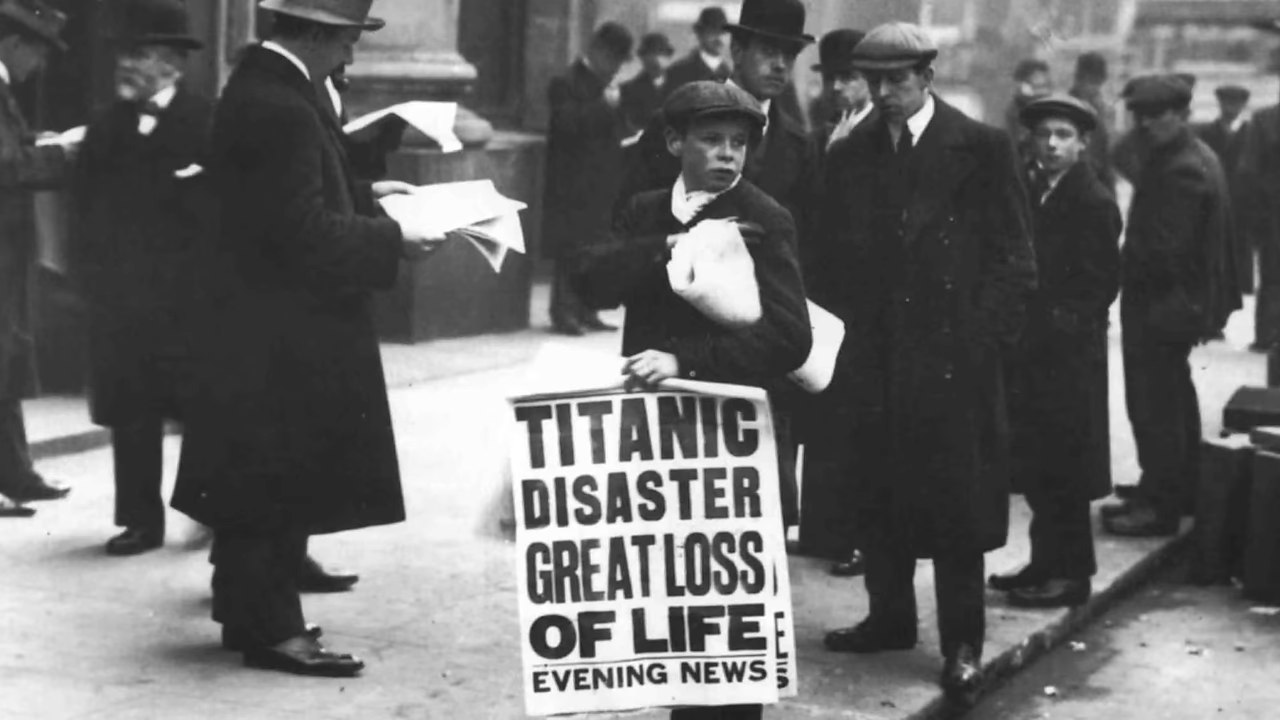 TITANIC
DISASTER
GREAT LOSS
OF LIFE
EVENING NEWS
E
S